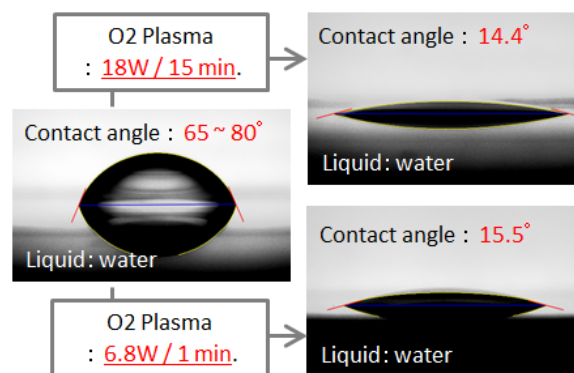 O2 Plasma
: 18W / 15 min.
Contact angle : 14.4°
Liquid: water
Contact angle : 65 ~ 80°
Liquid: water
Contact angle : 15.5°
Liquid: water
O2 Plasma
: 6.8W / 1 min.